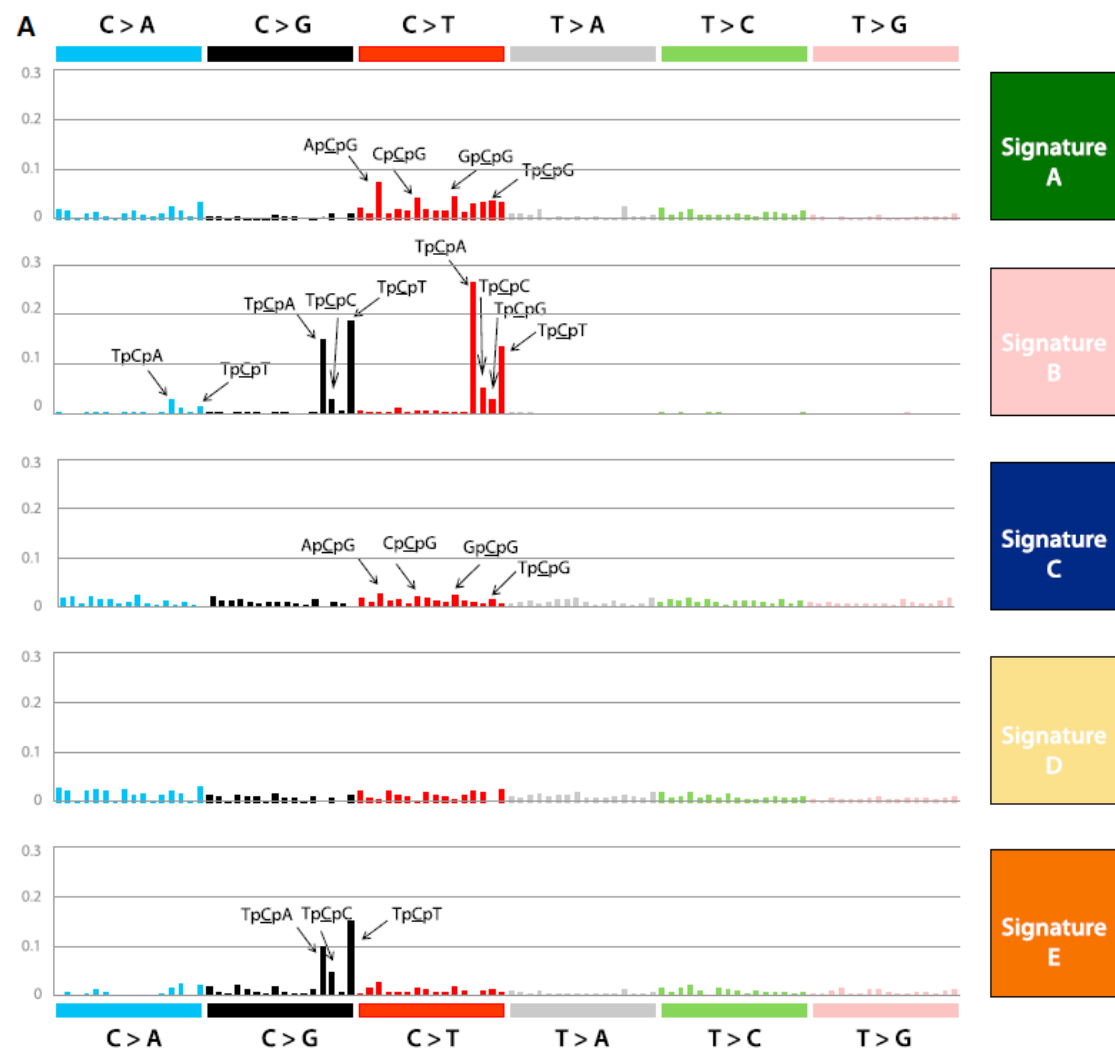 A
C > A C > G C > T T > A T > C T > G
0.3
0.2
0.1
0
ApCpG CpCpG GpCpG TpCpG
Signature
A
0.3
0.2
0.1
0
TpCpA TpCpT TpCpA TpCpC TpCpT TpCpA TpCpC TpCpG TpCpT
Signature
B
0.3
0.2
0.1
0
ApCpG CpCpG GpCpG TpCpG
Signature
C
0.3
0.2
0.1
0
Signature
D
0.3
0.2
0.1
0
TpCpA TpCpC TpCpT
Signature
E
C > A C > G C > T T > A T > C T > G